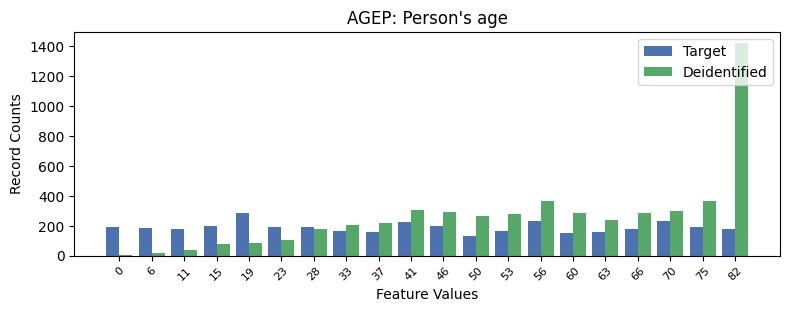 AGEP: Person's age
1400
1200
1000
800
600
400
200
0
Record Counts
Target
Deidentified
0 6 11 15 19 23 28 33 37 41 46 50 53 56 60 63 66 70 75 82
Feature Values